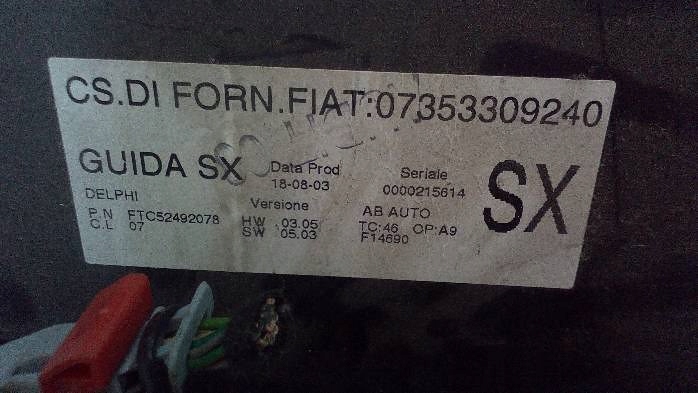 CS.DI FORN.FIAT:07353309240
GUIDA SX
Data Prod
18-08-03
Seriale
0000215614
SX
DELPHI
P.N FTC52492078
C.L 07
Versione
HW .03.05
SW .05.03
AB AUTO
TC:46 OP:A9
F14690